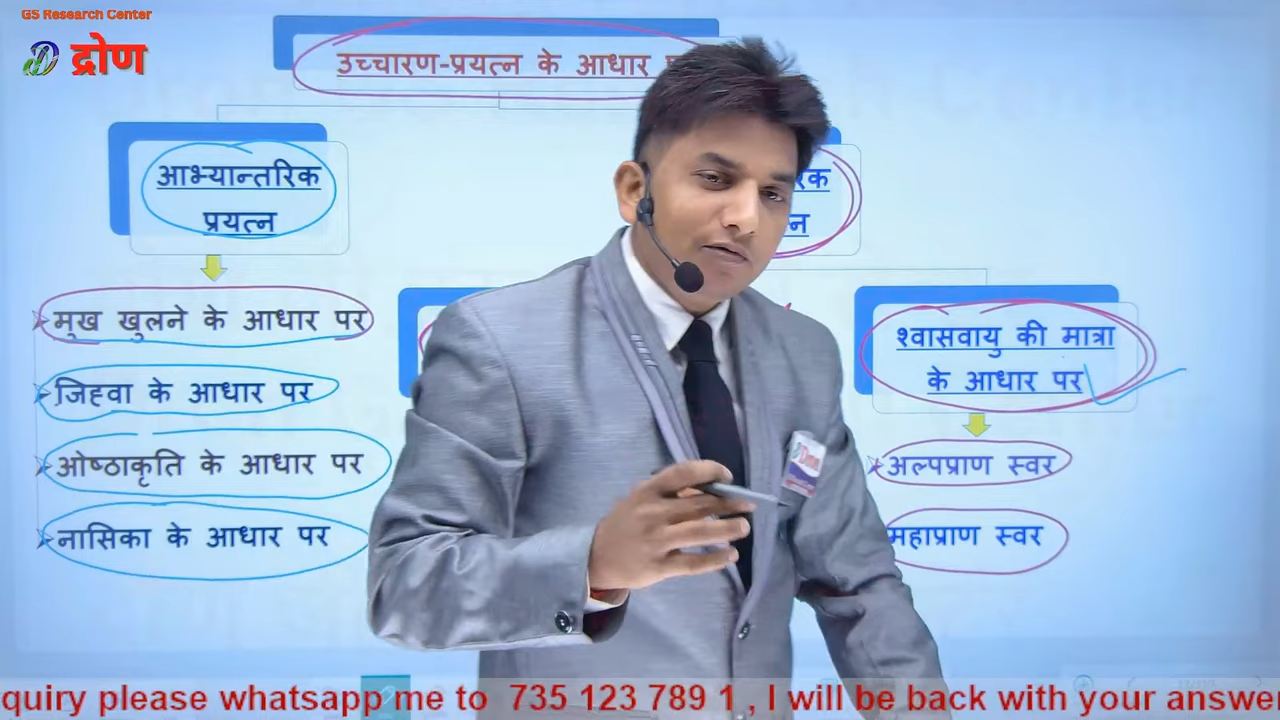 GS Research Center
द्रोण
उच्चारण-प्रयत्न के आधार
आभ्यान्तरिक
प्रयत्न
मुख खुलने के आधार पर
जिह्वा के आधार पर
ओष्ठाकृति के आधार पर
नासिका के आधार पर
श्वासवायु की मात्रा
के आधार पर
अल्पप्राण स्वर
महाप्राण स्वर
quiry please whatsapp me to 735 123 789 1 , I will be back with your answe